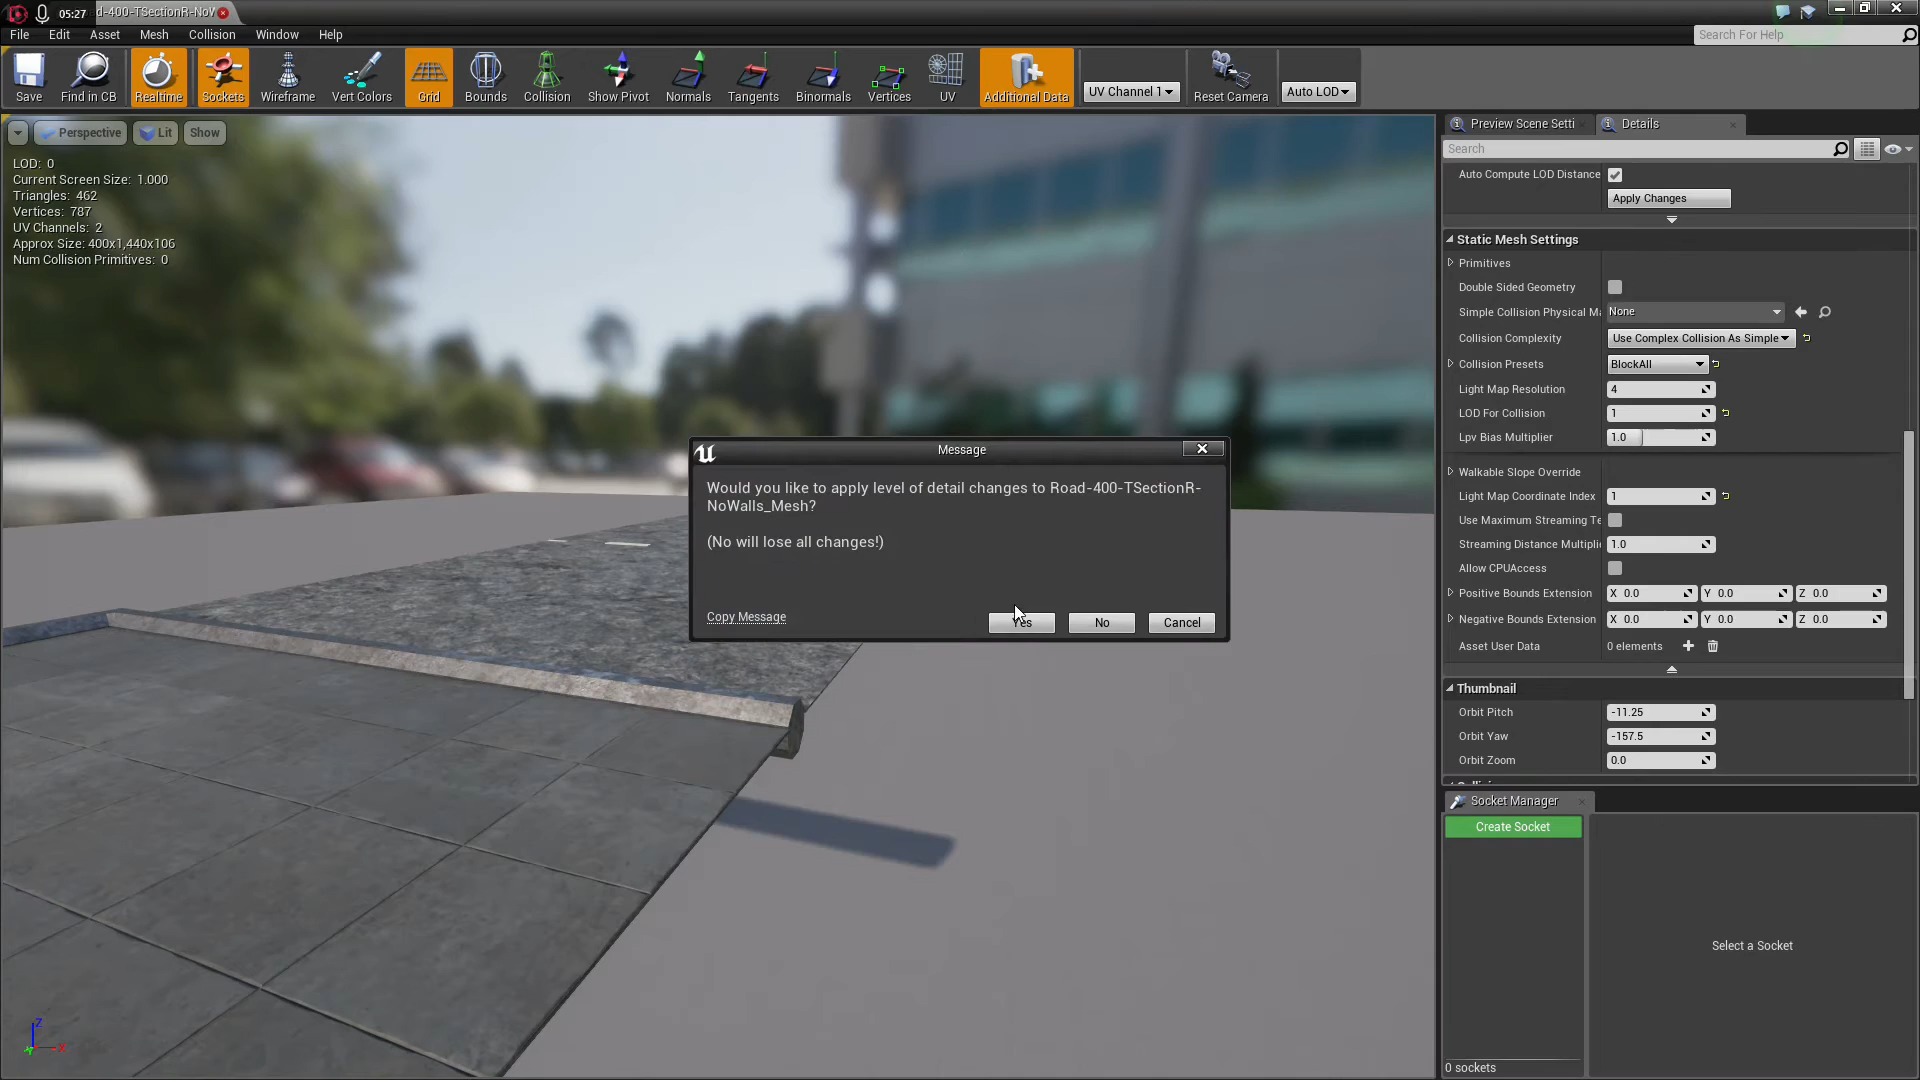 05:27
d-400-TSectionR-NoW
File Edit Asset Mesh Collision Window Help
Search For Help
Save Find in CB Realtime Sockets Wireframe Vert Colors Grid Bounds Collision Show Pivot Normals Tangents Binormals Vertices UV Additional Data UV Channel 1 Reset Camera Auto LOD
Perspective Lit Show
LOD: 0
Current Screen Size: 1.000
Triangles: 462
Vertices: 787
UV Channels: 2
Approx Size: 400x1,440x106
Num Collision Primitives: 0
Message
Would you like to apply level of detail changes to Road-400-TSectionR-
NoWalls_Mesh?
(No will lose all changes!)
Copy Message
Yes No Cancel
Preview Scene Setti Details
Search
Auto Compute LOD Distance
Apply Changes
Static Mesh Settings
Primitives
Double Sided Geometry
Simple Collision Physical Ma None
Collision Complexity Use Complex Collision As Simple
Collision Presets BlockAll
Light Map Resolution 4
LOD For Collision 1
Lpv Bias Multiplier 1.0
Walkable Slope Override
Light Map Coordinate Index 1
Use Maximum Streaming Te
Streaming Distance Multipli 1.0
Allow CPUAccess
Positive Bounds Extension X 0.0 Y 0.0 Z 0.0
Negative Bounds Extension X 0.0 Y 0.0 Z 0.0
Asset User Data 0 elements
Thumbnail
Orbit Pitch -11.25
Orbit Yaw -157.5
Orbit Zoom 0.0
Socket Manager
Create Socket
Select a Socket
0 sockets